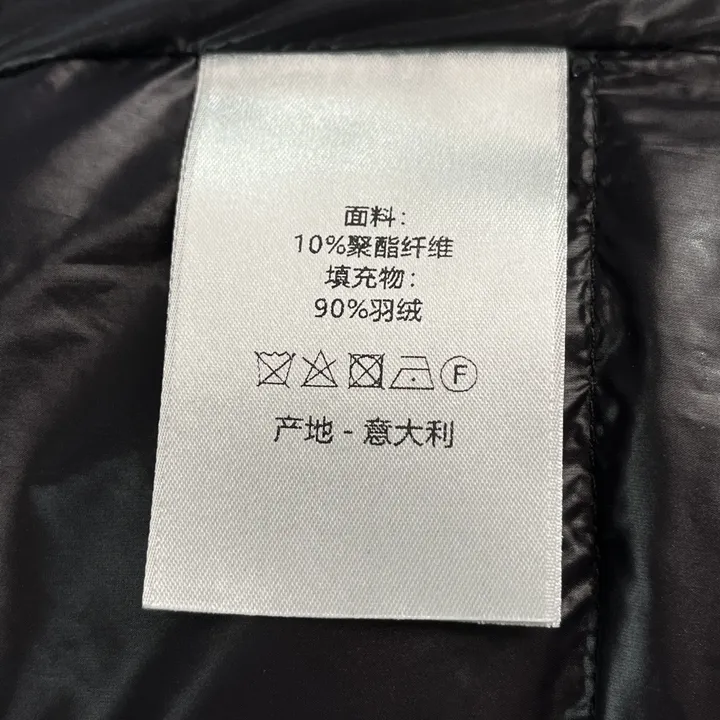 面料：
10%聚酯纤维
填充物：
90%羽绒
F
产地 - 意大利